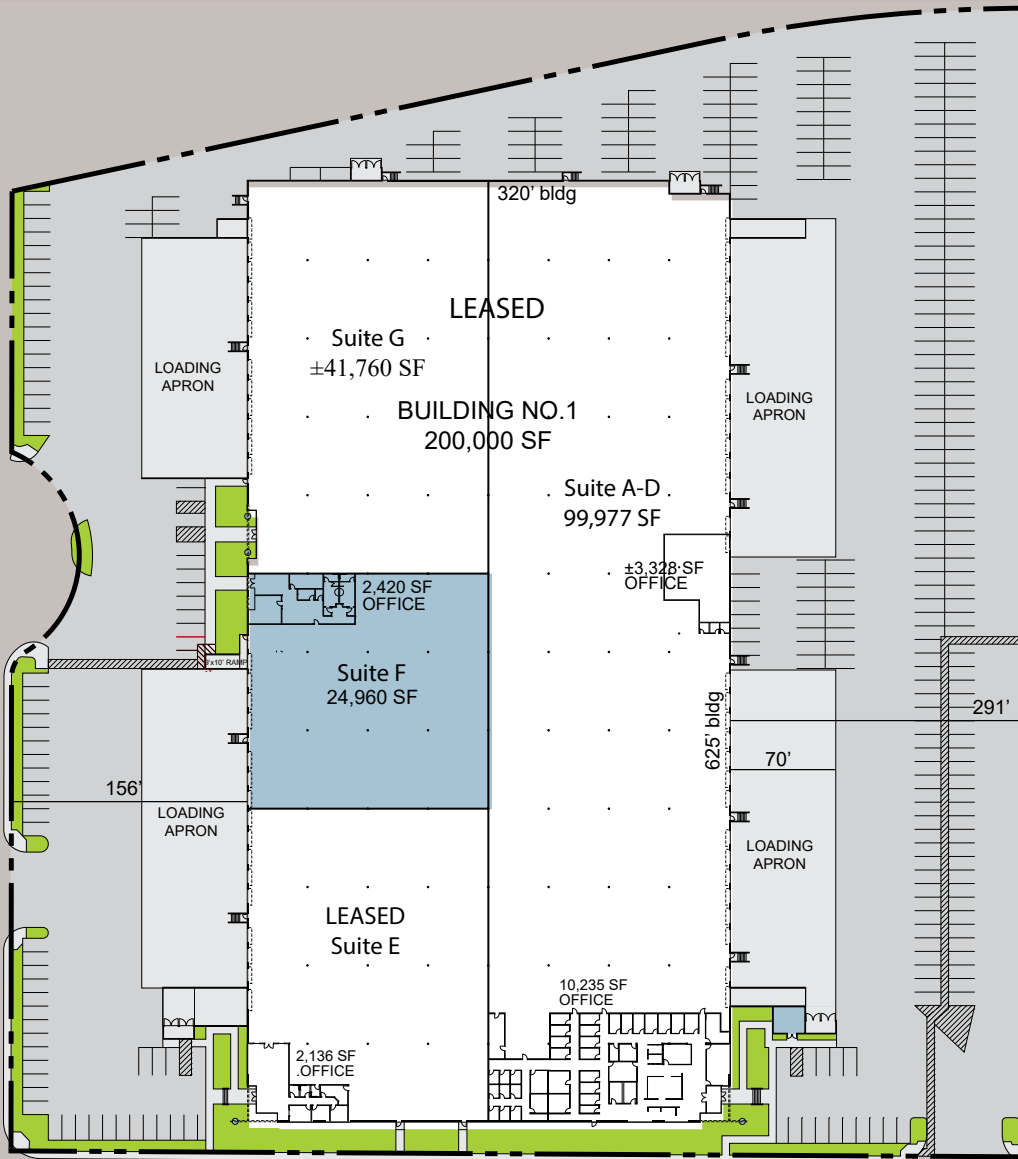 320' bldg
LEASED
Suite G
±41,760 SF
LOADING
APRON
LOADING
APRON
BUILDING NO.1
200,000 SF
Suite A-D
99,977 SF
±3,328 SF
OFFICE
2,420 SF
OFFICE
Suite F
24,960 SF
625' bldg
291'
70'
156'
LOADING
APRON
LOADING
APRON
LEASED
Suite E
10,235 SF
OFFICE
2,136 SF
OFFICE